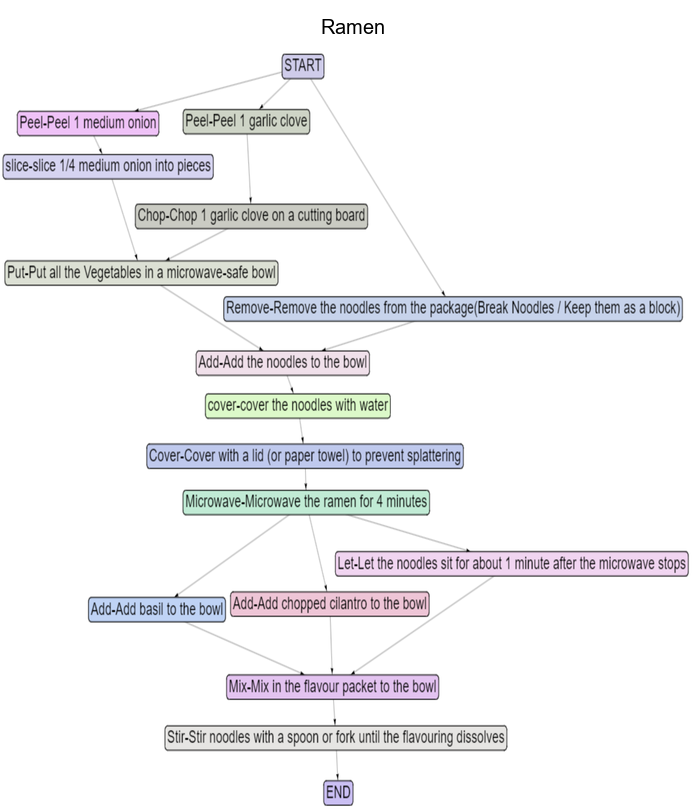 Ramen
START
Peel-Peel 1 medium onion
Peel-Peel 1 garlic clove
slice-slice 1/4 medium onion into pieces
Chop-Chop 1 garlic clove on a cutting board
Put-Put all the Vegetables in a microwave-safe bowl
Remove-Remove the noodles from the package(Break Noodles / Keep them as a block)
Add-Add the noodles to the bowl
cover-cover the noodles with water
Cover-Cover with a lid (or paper towel) to prevent splattering
Microwave-Microwave the ramen for 4 minutes
Let-Let the noodles sit for about 1 minute after the microwave stops
Add-Add basil to the bowl
Add-Add chopped cilantro to the bowl
Mix-Mix in the flavour packet to the bowl
Stir-Stir noodles with a spoon or fork until the flavouring dissolves
END